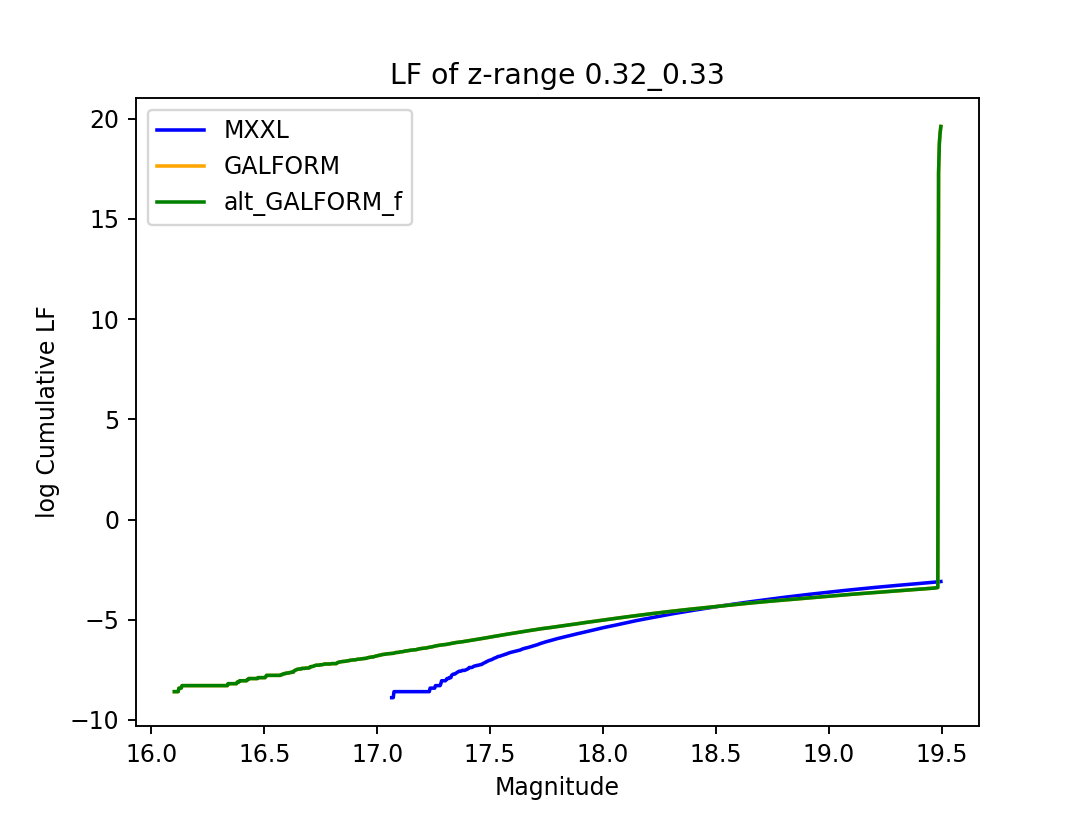 LF of z-range 0.32_0.33
MXXL
GALFORM
alt_GALFORM_f
20
15
10
5
0
−5
−10
log Cumulative LF
16.0 16.5 17.0 17.5 18.0 18.5 19.0 19.5
Magnitude